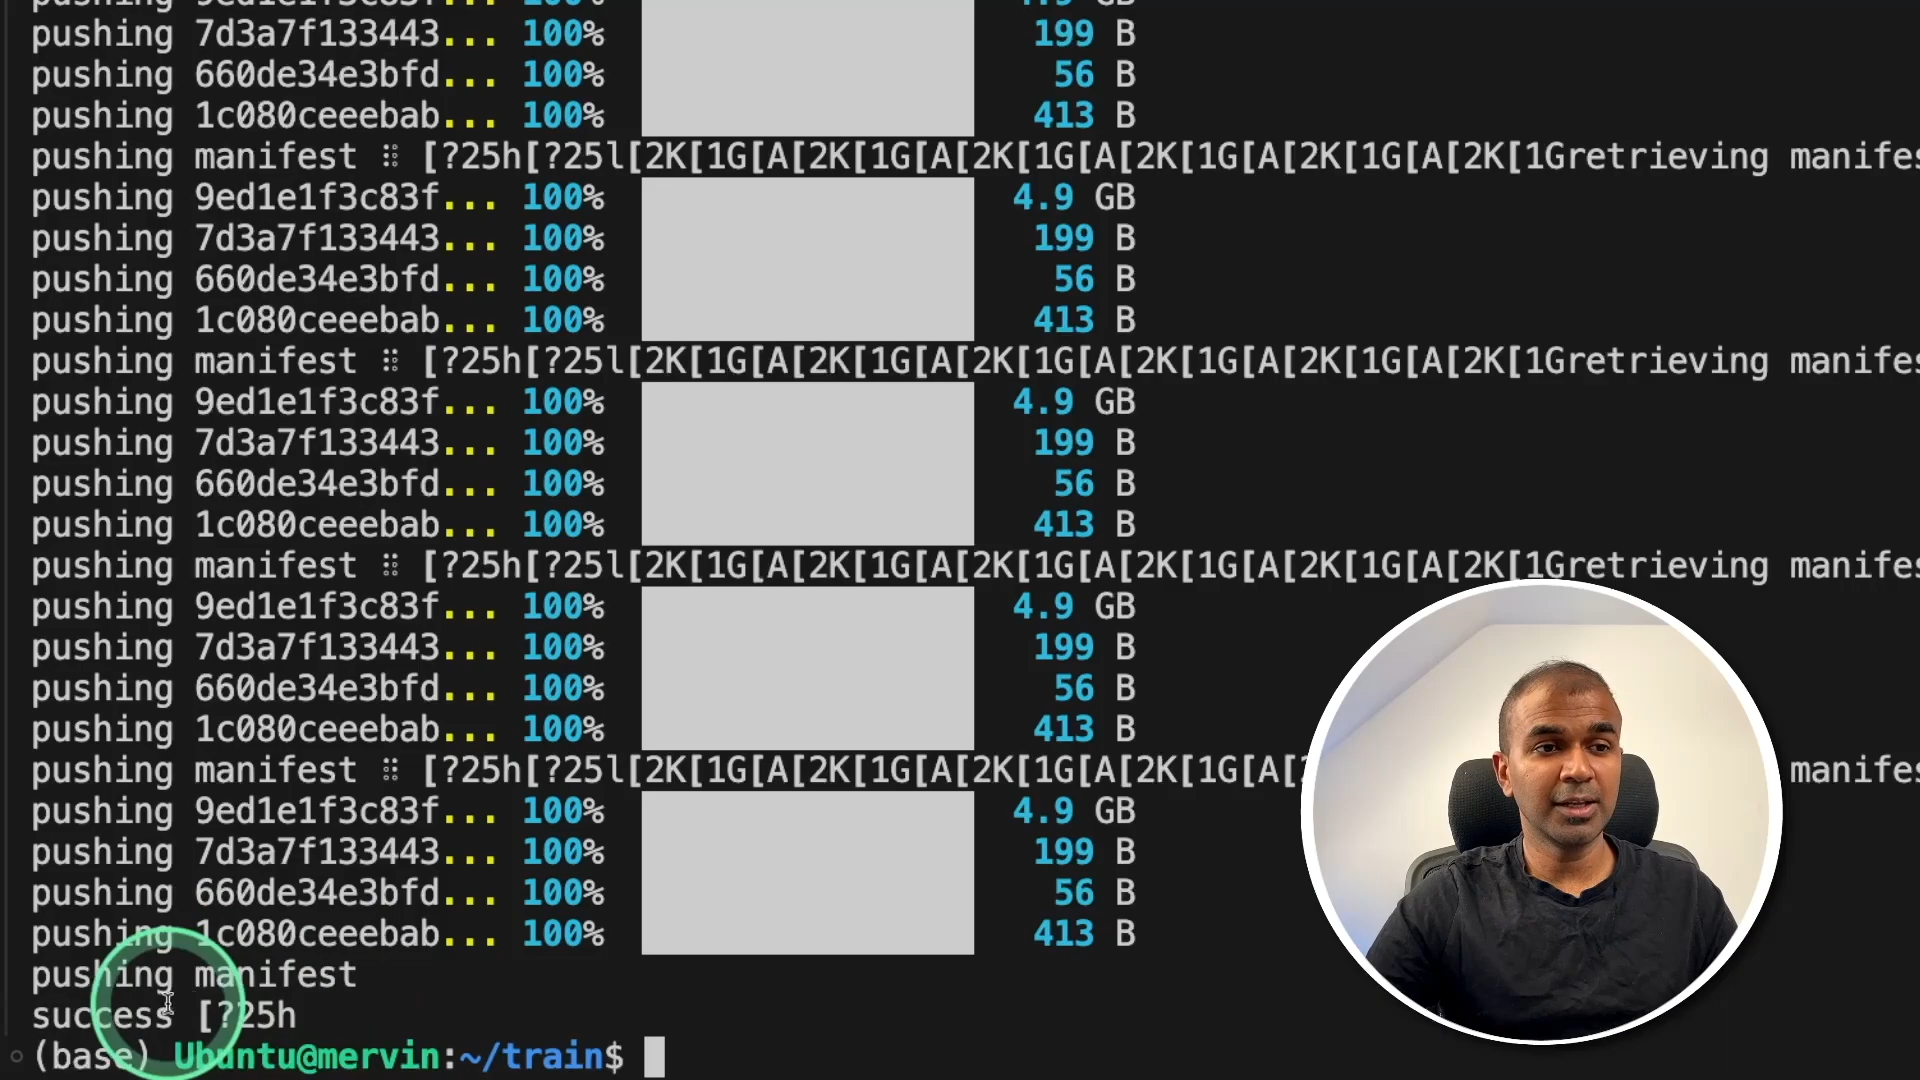 pushing 9ed1e1f3c83f... 100% 4.9 GB
pushing 7d3a7f133443... 100% 199 B
pushing 660de34e3bfd... 100% 56 B
pushing 1c080ceeebab... 100% 413 B
pushing manifest ⠿ [?25h[?25l[2K[1G[A[2K[1G[A[2K[1G[A[2K[1G[A[2K[1G[A[2K[1Gretrieving manifes
pushing 9ed1e1f3c83f... 100% 4.9 GB
pushing 7d3a7f133443... 100% 199 B
pushing 660de34e3bfd... 100% 56 B
pushing 1c080ceeebab... 100% 413 B
pushing manifest ⠿ [?25h[?25l[2K[1G[A[2K[1G[A[2K[1G[A[2K[1G[A[2K[1G[A[2K[1Gretrieving manifes
pushing 9ed1e1f3c83f... 100% 4.9 GB
pushing 7d3a7f133443... 100% 199 B
pushing 660de34e3bfd... 100% 56 B
pushing 1c080ceeebab... 100% 413 B
pushing manifest ⠿ [?25h[?25l[2K[1G[A[2K[1G[A[2K[1G[A[2K[1G[A[2K[1G[A[2K[1Gretrieving manifes
pushing 9ed1e1f3c83f... 100% 4.9 GB
pushing 7d3a7f133443... 100% 199 B
pushing 660de34e3bfd... 100% 56 B
pushing 1c080ceeebab... 100% 413 B
pushing manifest ⠿ [?25h[?25l[2K[1G[A[2K[1G[A[2K[1G[A[2K[1G[A[ manifes
pushing 9ed1e1f3c83f... 100% 4.9 GB
pushing 7d3a7f133443... 100% 199 B
pushing 660de34e3bfd... 100% 56 B
pushing 1c080ceeebab... 100% 413 B
pushing manifest
success [?25h
(base) Ubuntu@mervin:~/train$